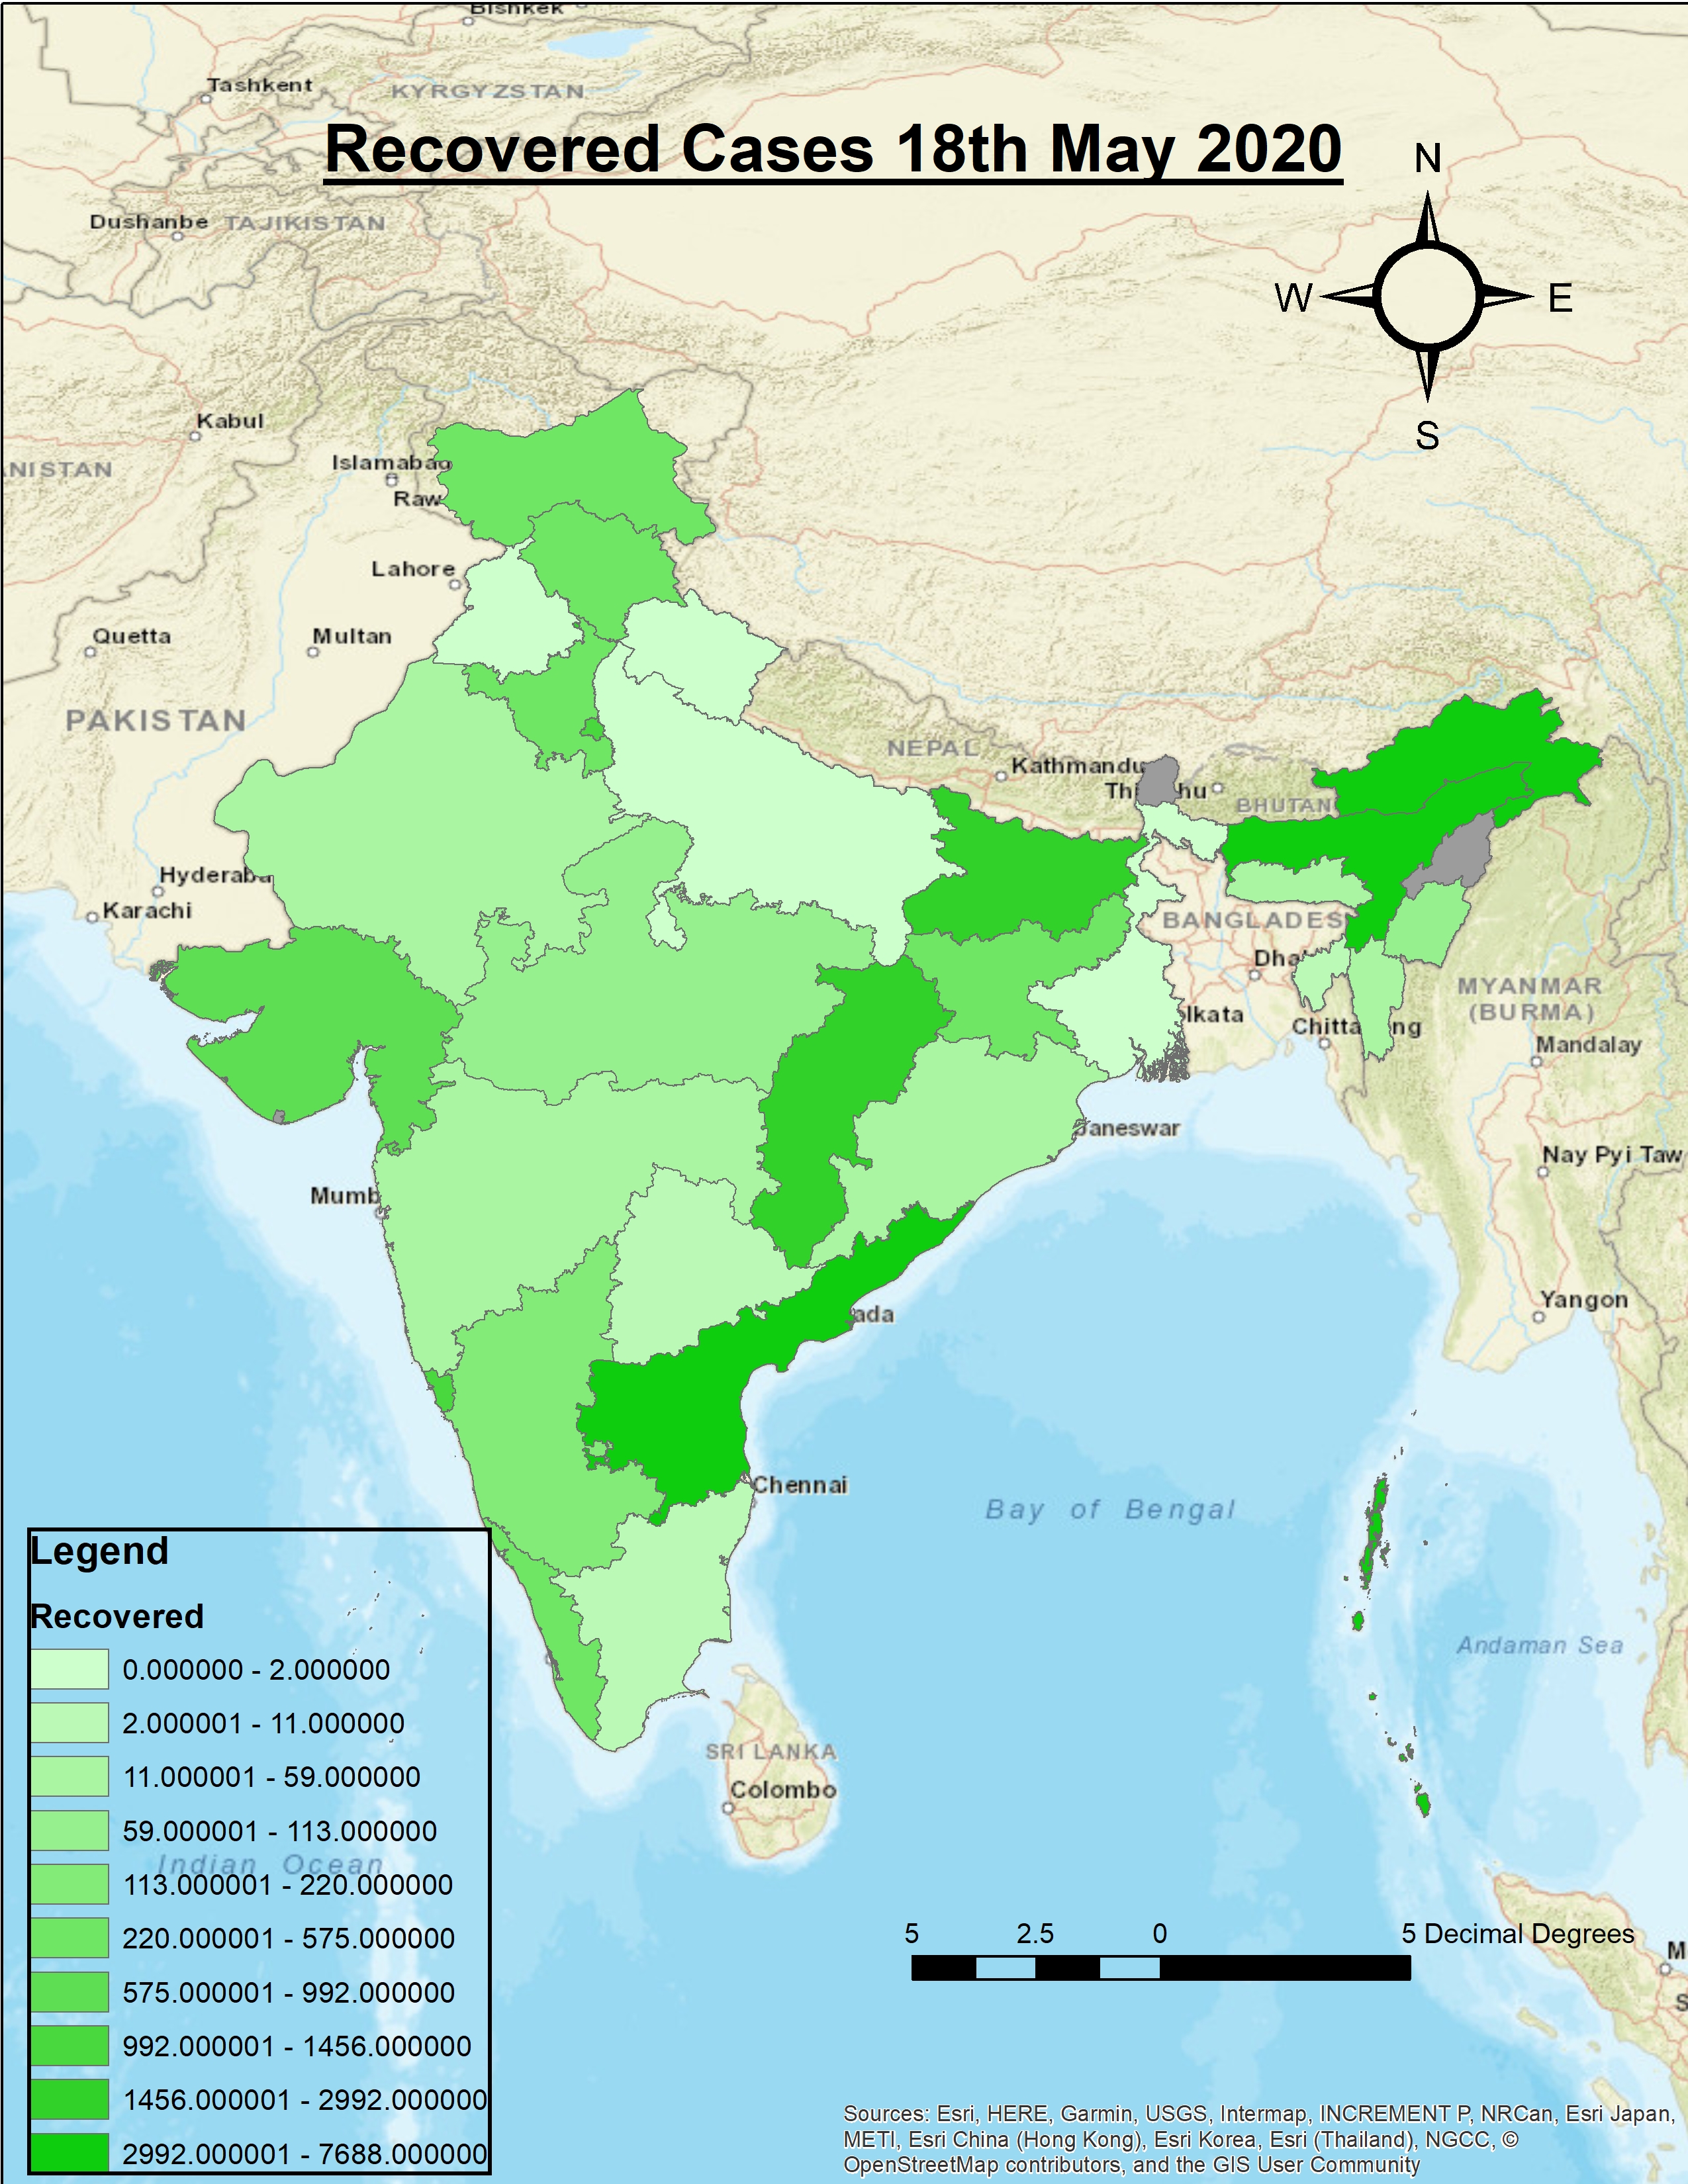 Bishkek
Tashkent
KYRGYZSTAN
Recovered Cases 18th May 2020
N
W E
S
Dushanbe TAJIKISTAN
Kabul
NISTAN
Islamabad
Raw
Lahore
Quetta
Multan
PAKISTAN
NEPAL
Kathmandu
Thi hu
BHUTAN
Hyderaba
Karachi
BANGLADES
Dha
MYANMAR
(BURMA)
lkata
Chitta ng
Mandalay
Janeswar
Nay Pyi Taw
Mumb
Yangon
ada
Chennai
Bay of Bengal
Andaman Sea
SRI LANKA
Colombo
Indian Ocean
Legend
Recovered
0.000000 - 2.000000
2.000001 - 11.000000
11.000001 - 59.000000
59.000001 - 113.000000
113.000001 - 220.000000
220.000001 - 575.000000
575.000001 - 992.000000
992.000001 - 1456.000000
1456.000001 - 2992.000000
2992.000001 - 7688.000000
5 2.5 0 5 Decimal Degrees
M
S
Sources: Esri, HERE, Garmin, USGS, Intermap, INCREMENT P, NRCan, Esri Japan,
METI, Esri China (Hong Kong), Esri Korea, Esri (Thailand), NGCC, ©
OpenStreetMap contributors, and the GIS User Community